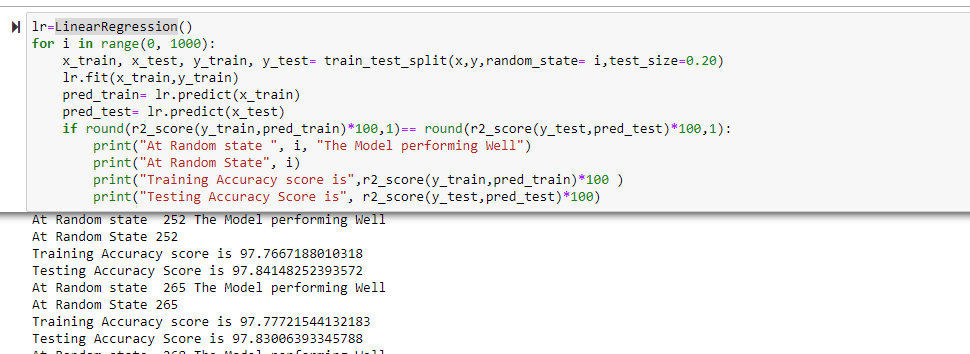 lr=LinearRegression()
for i in range(0, 1000):
    x_train, x_test, y_train, y_test= train_test_split(x,y,random_state= i,test_size=0.20)
    lr.fit(x_train,y_train)
    pred_train= lr.predict(x_train)
    pred_test= lr.predict(x_test)
    if round(r2_score(y_train,pred_train)*100,1)== round(r2_score(y_test,pred_test)*100,1):
        print("At Random state ", i, "The Model performing Well")
        print("At Random State", i)
        print("Training Accuracy score is",r2_score(y_train,pred_train)*100 )
        print("Testing Accuracy Score is", r2_score(y_test,pred_test)*100)
At Random state  252 The Model performing Well
At Random State 252
Training Accuracy score is 97.7667188010318
Testing Accuracy Score is 97.84148252393572
At Random state  265 The Model performing Well
At Random State 265
Training Accuracy score is 97.77721544132183
Testing Accuracy Score is 97.83006393345788